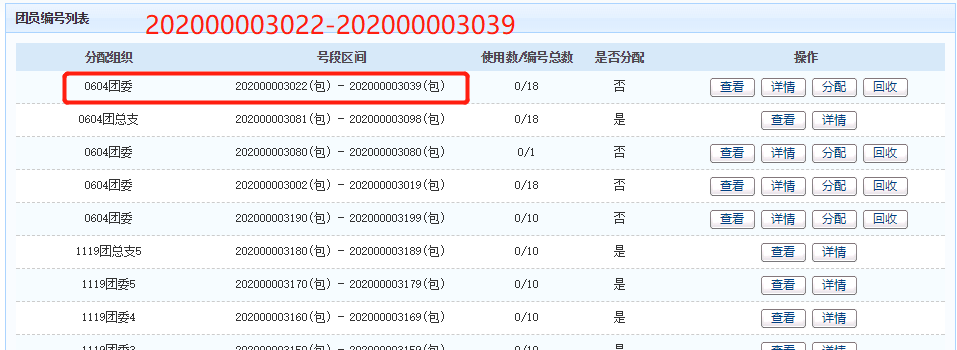 团员编号列表
202000003022-202000003039
分配组织 号段区间 使用数/编号总数 是否分配 操作
0604团委 202000003022(包) - 202000003039(包) 0/18 否 查看 详情 分配 回收
0604团总支 202000003081(包) - 202000003098(包) 0/18 是 查看 详情
0604团委 202000003080(包) - 202000003080(包) 0/1 否 查看 详情 分配 回收
0604团委 202000003002(包) - 202000003019(包) 0/18 否 查看 详情 分配 回收
0604团委 202000003190(包) - 202000003199(包) 0/10 否 查看 详情 分配 回收
1119团总支5 202000003180(包) - 202000003189(包) 0/10 是 查看 详情
1119团委5 202000003170(包) - 202000003179(包) 0/10 是 查看 详情
1119团委4 202000003160(包) - 202000003169(包) 0/10 是 查看 详情
1119团委3 202000003150(包) - 202000003159(包) 0/10 是 查看 详情